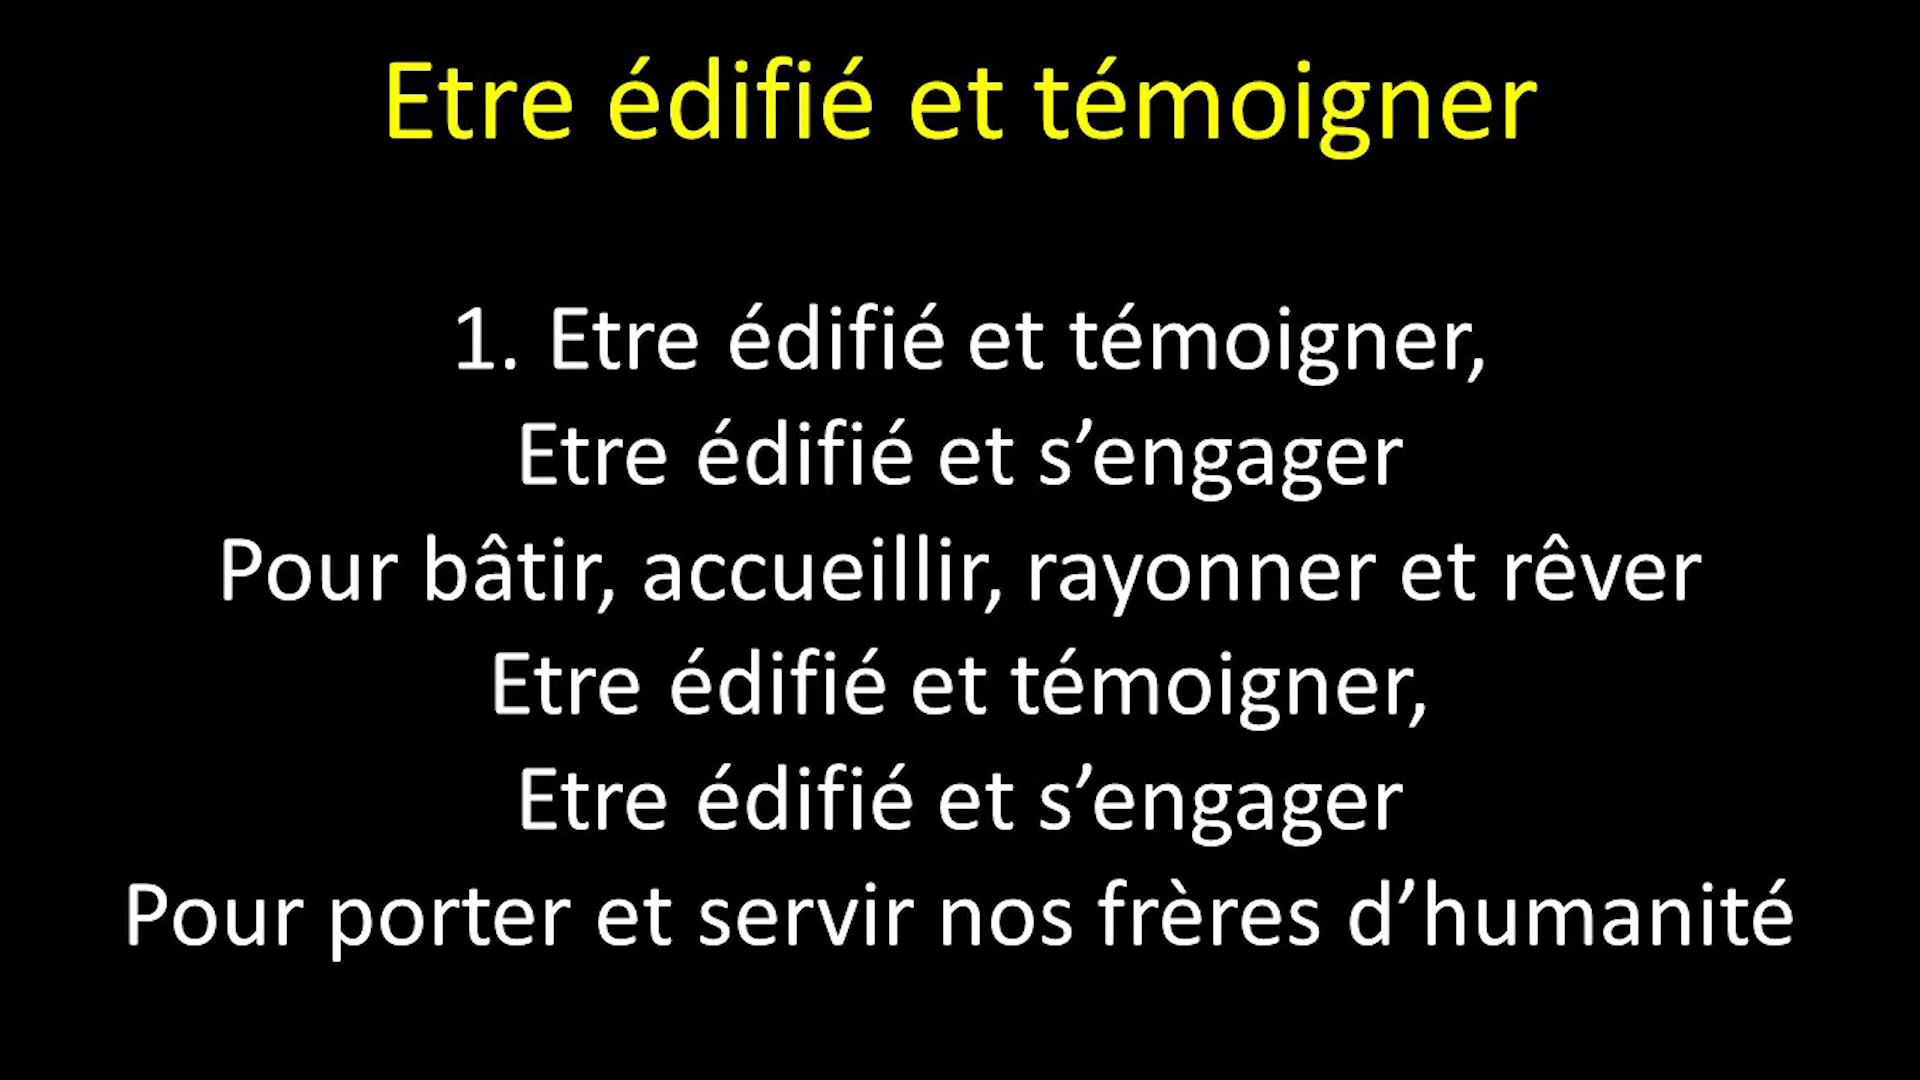 Etre édifié et témoigner
1. Etre édifié et témoigner,
Etre édifié et s’engager
Pour bâtir, accueillir, rayonner et rêver
Etre édifié et témoigner,
Etre édifié et s’engager
Pour porter et servir nos frères d’humanité